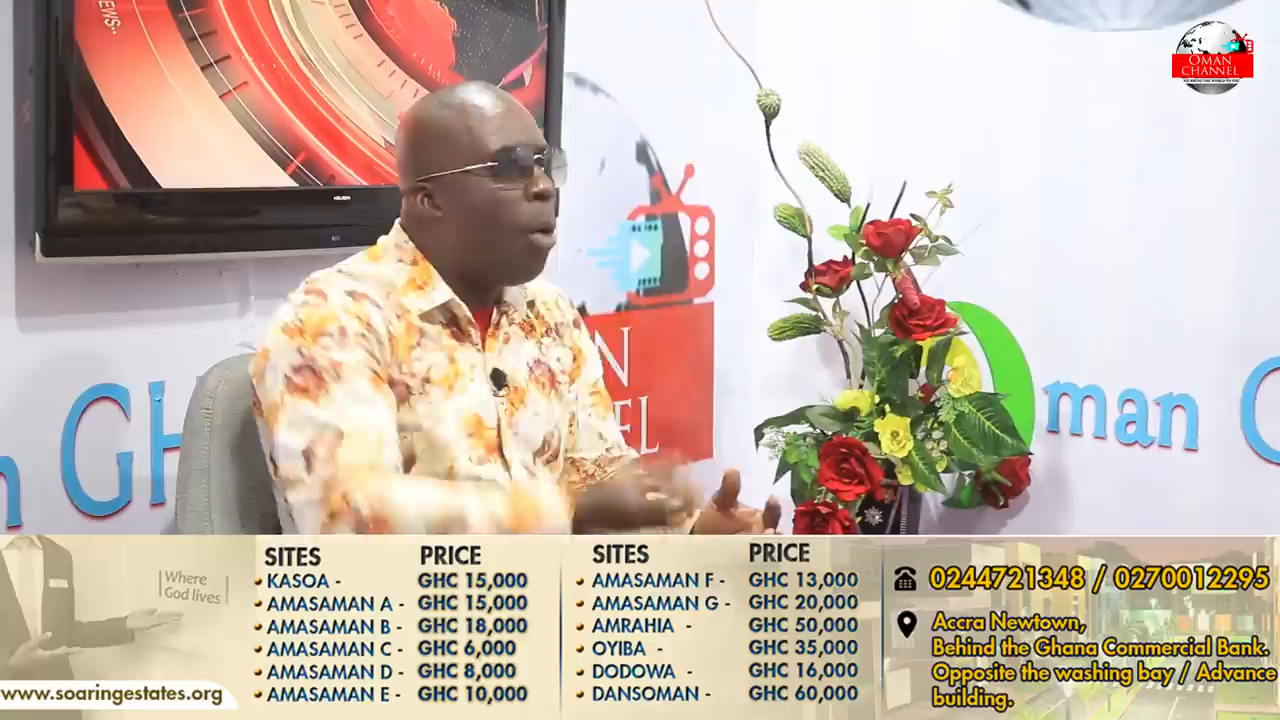 EWS
OMAN
CHANNEL
N
EL
n GH
Oman
SITES PRICE
KASOA - GHC 15,000
AMASAMAN A - GHC 15,000
AMASAMAN B - GHC 18,000
AMASAMAN C - GHC 6,000
AMASAMAN D - GHC 8,000
AMASAMAN E - GHC 10,000
SITES PRICE
AMASAMAN F - GHC 13,000
AMASAMAN G - GHC 20,000
AMRAHIA - GHC 50,000
OYIBA - GHC 35,000
DODOWA - GHC 16,000
DANSOMAN - GHC 60,000
Where
God lives
www.soaringestates.org
0244721348 / 0270012295
Accra Newtown,
Behind the Ghana Commercial Bank.
Opposite the washing bay / Advance
building.